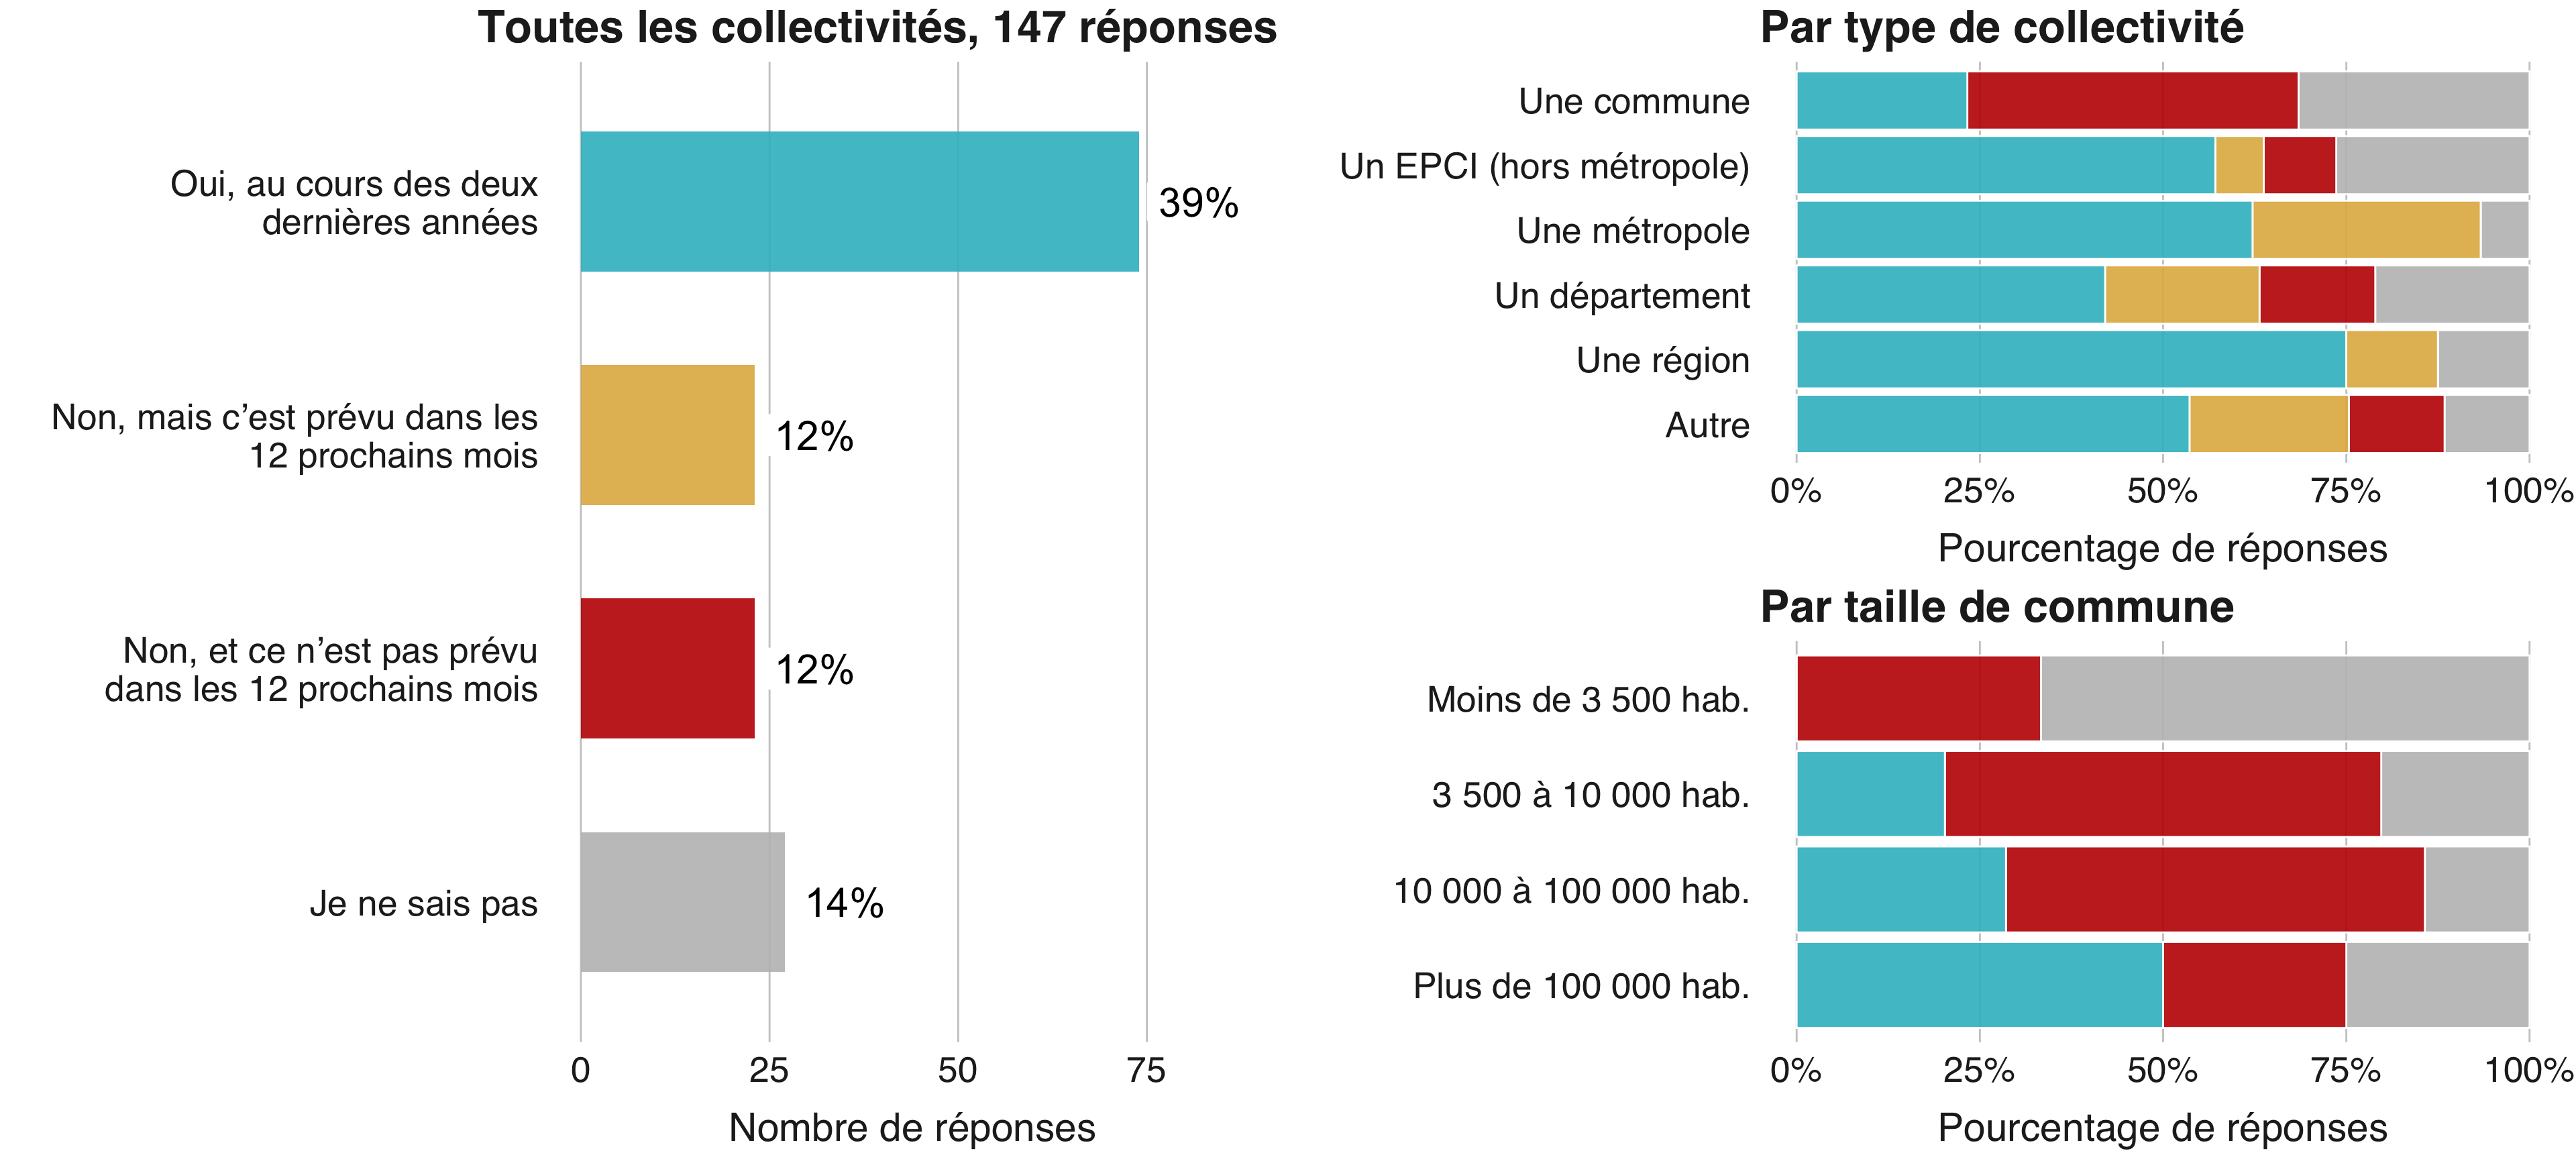 Toutes les collectivités, 147 réponses
Oui, au cours des deux
dernières années
39%
Non, mais c’est prévu dans les
12 prochains mois
12%
Non, et ce n’est pas prévu
dans les 12 prochains mois
12%
Je ne sais pas
14%
0 25 50 75
Nombre de réponses
Par type de collectivité
Une commune
Un EPCI (hors métropole)
Une métropole
Un département
Une région
Autre
0% 25% 50% 75% 100%
Pourcentage de réponses
Par taille de commune
Moins de 3 500 hab.
3 500 à 10 000 hab.
10 000 à 100 000 hab.
Plus de 100 000 hab.
0% 25% 50% 75% 100%
Pourcentage de réponses